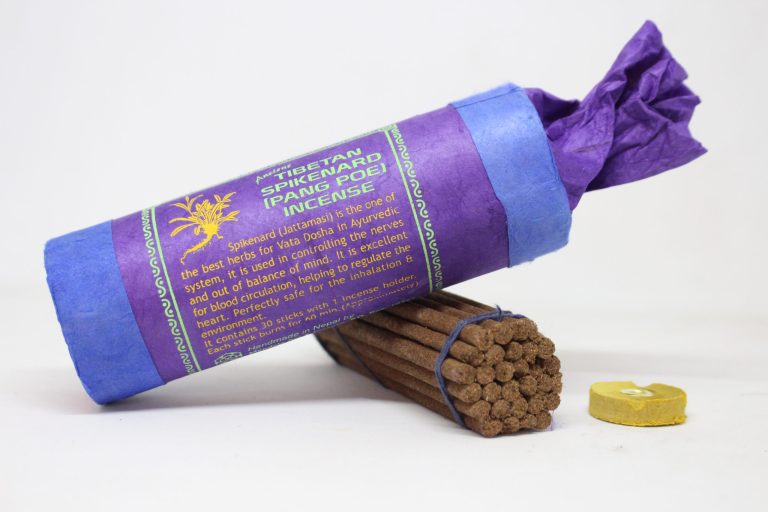 Ancient
TIBETAN
SPIKENARD
(PANG POE)
INCENSE
Spikenard (Jattamasi) is the one of
the best herbs for Vata Dosha in Ayurvedic
system, it is used in controlling the nerves
and out of balance of mind. It is excellent
for blood circulation, helping to regulate the
heart. Perfectly safe for the inhalation &
environment.
It contains 30 sticks with 1 incense holder.
Each stick burns for 60 min.(Approximately)
Handmade in Nepal